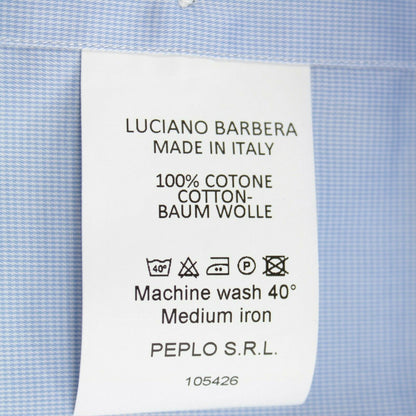 LUCIANO BARBERA
MADE IN ITALY
100% COTONE
COTTON-
BAUM WOLLE
40°
P
Machine wash 40°
Medium iron
PEPLO S.R.L.
105426